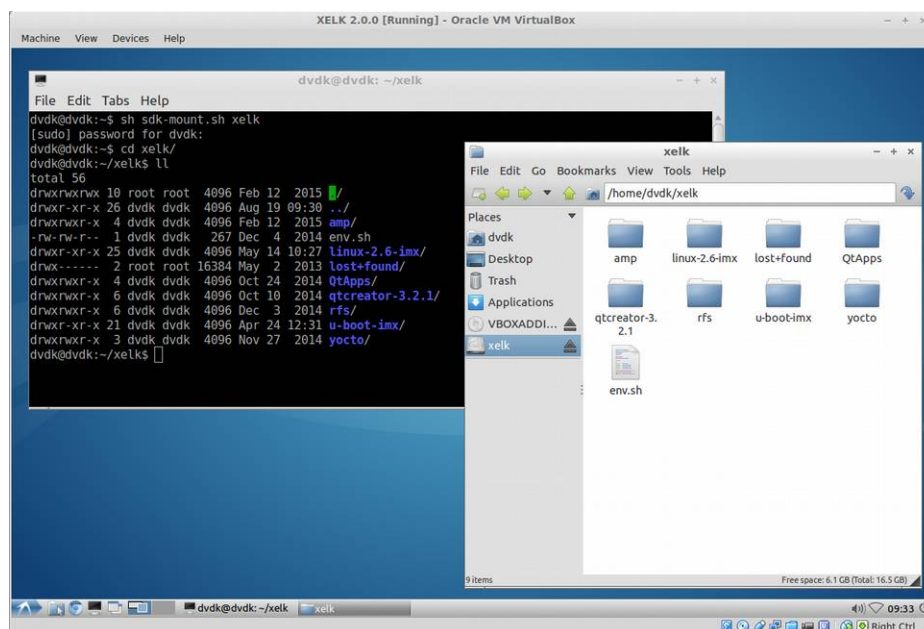 XELK 2.0.0 [Running] - Oracle VM VirtualBox
Machine View Devices Help
dvdk@dvdk: ~/xelk
File Edit Tabs Help
dvdk@dvdk:~$ sh sdk-mount.sh xelk
[sudo] password for dvdk:
dvdk@dvdk:~$ cd xelk/
dvdk@dvdk:~/xelk$ ll
total 56
drwxrwxrwx 10 root root 4096 Feb 12 2015 ./
drwxr-xr-x 26 dvdk dvdk 4096 Aug 19 09:30 ../
drwxrwxr-x 4 dvdk dvdk 4096 Feb 12 2015 amp/
-rw-rw-r-- 1 dvdk dvdk 267 Dec 4 2014 env.sh
drwxr-xr-x 25 dvdk dvdk 4096 May 14 10:27 linux-2.6-imx/
drwx------ 2 root root 16384 May 2 2013 lost+found/
drwxrwxr-x 4 dvdk dvdk 4096 Oct 24 2014 QtApps/
drwxrwxr-x 6 dvdk dvdk 4096 Oct 10 2014 qtcreator-3.2.1/
drwxrwxr-x 6 dvdk dvdk 4096 Dec 3 2014 rfs/
drwxr-xr-x 21 dvdk dvdk 4096 Apr 24 12:31 u-boot-imx/
drwxrwxr-x 3 dvdk dvdk 4096 Nov 27 2014 yocto/
dvdk@dvdk:~/xelk$
xelk
File Edit Go Bookmarks View Tools Help
/home/dvdk/xelk
Places
dvdk
Desktop
Trash
Applications
VBOXADDI...
xelk
amp linux-2.6-imx lost+found QtApps
qtcreator-3.2.1 rfs u-boot-imx yocto
env.sh
9 items
Free space: 6.1 GB (Total: 16.5 GB)
dvdk@dvdk: ~/xelk
xelk
09:33
Right Ctrl